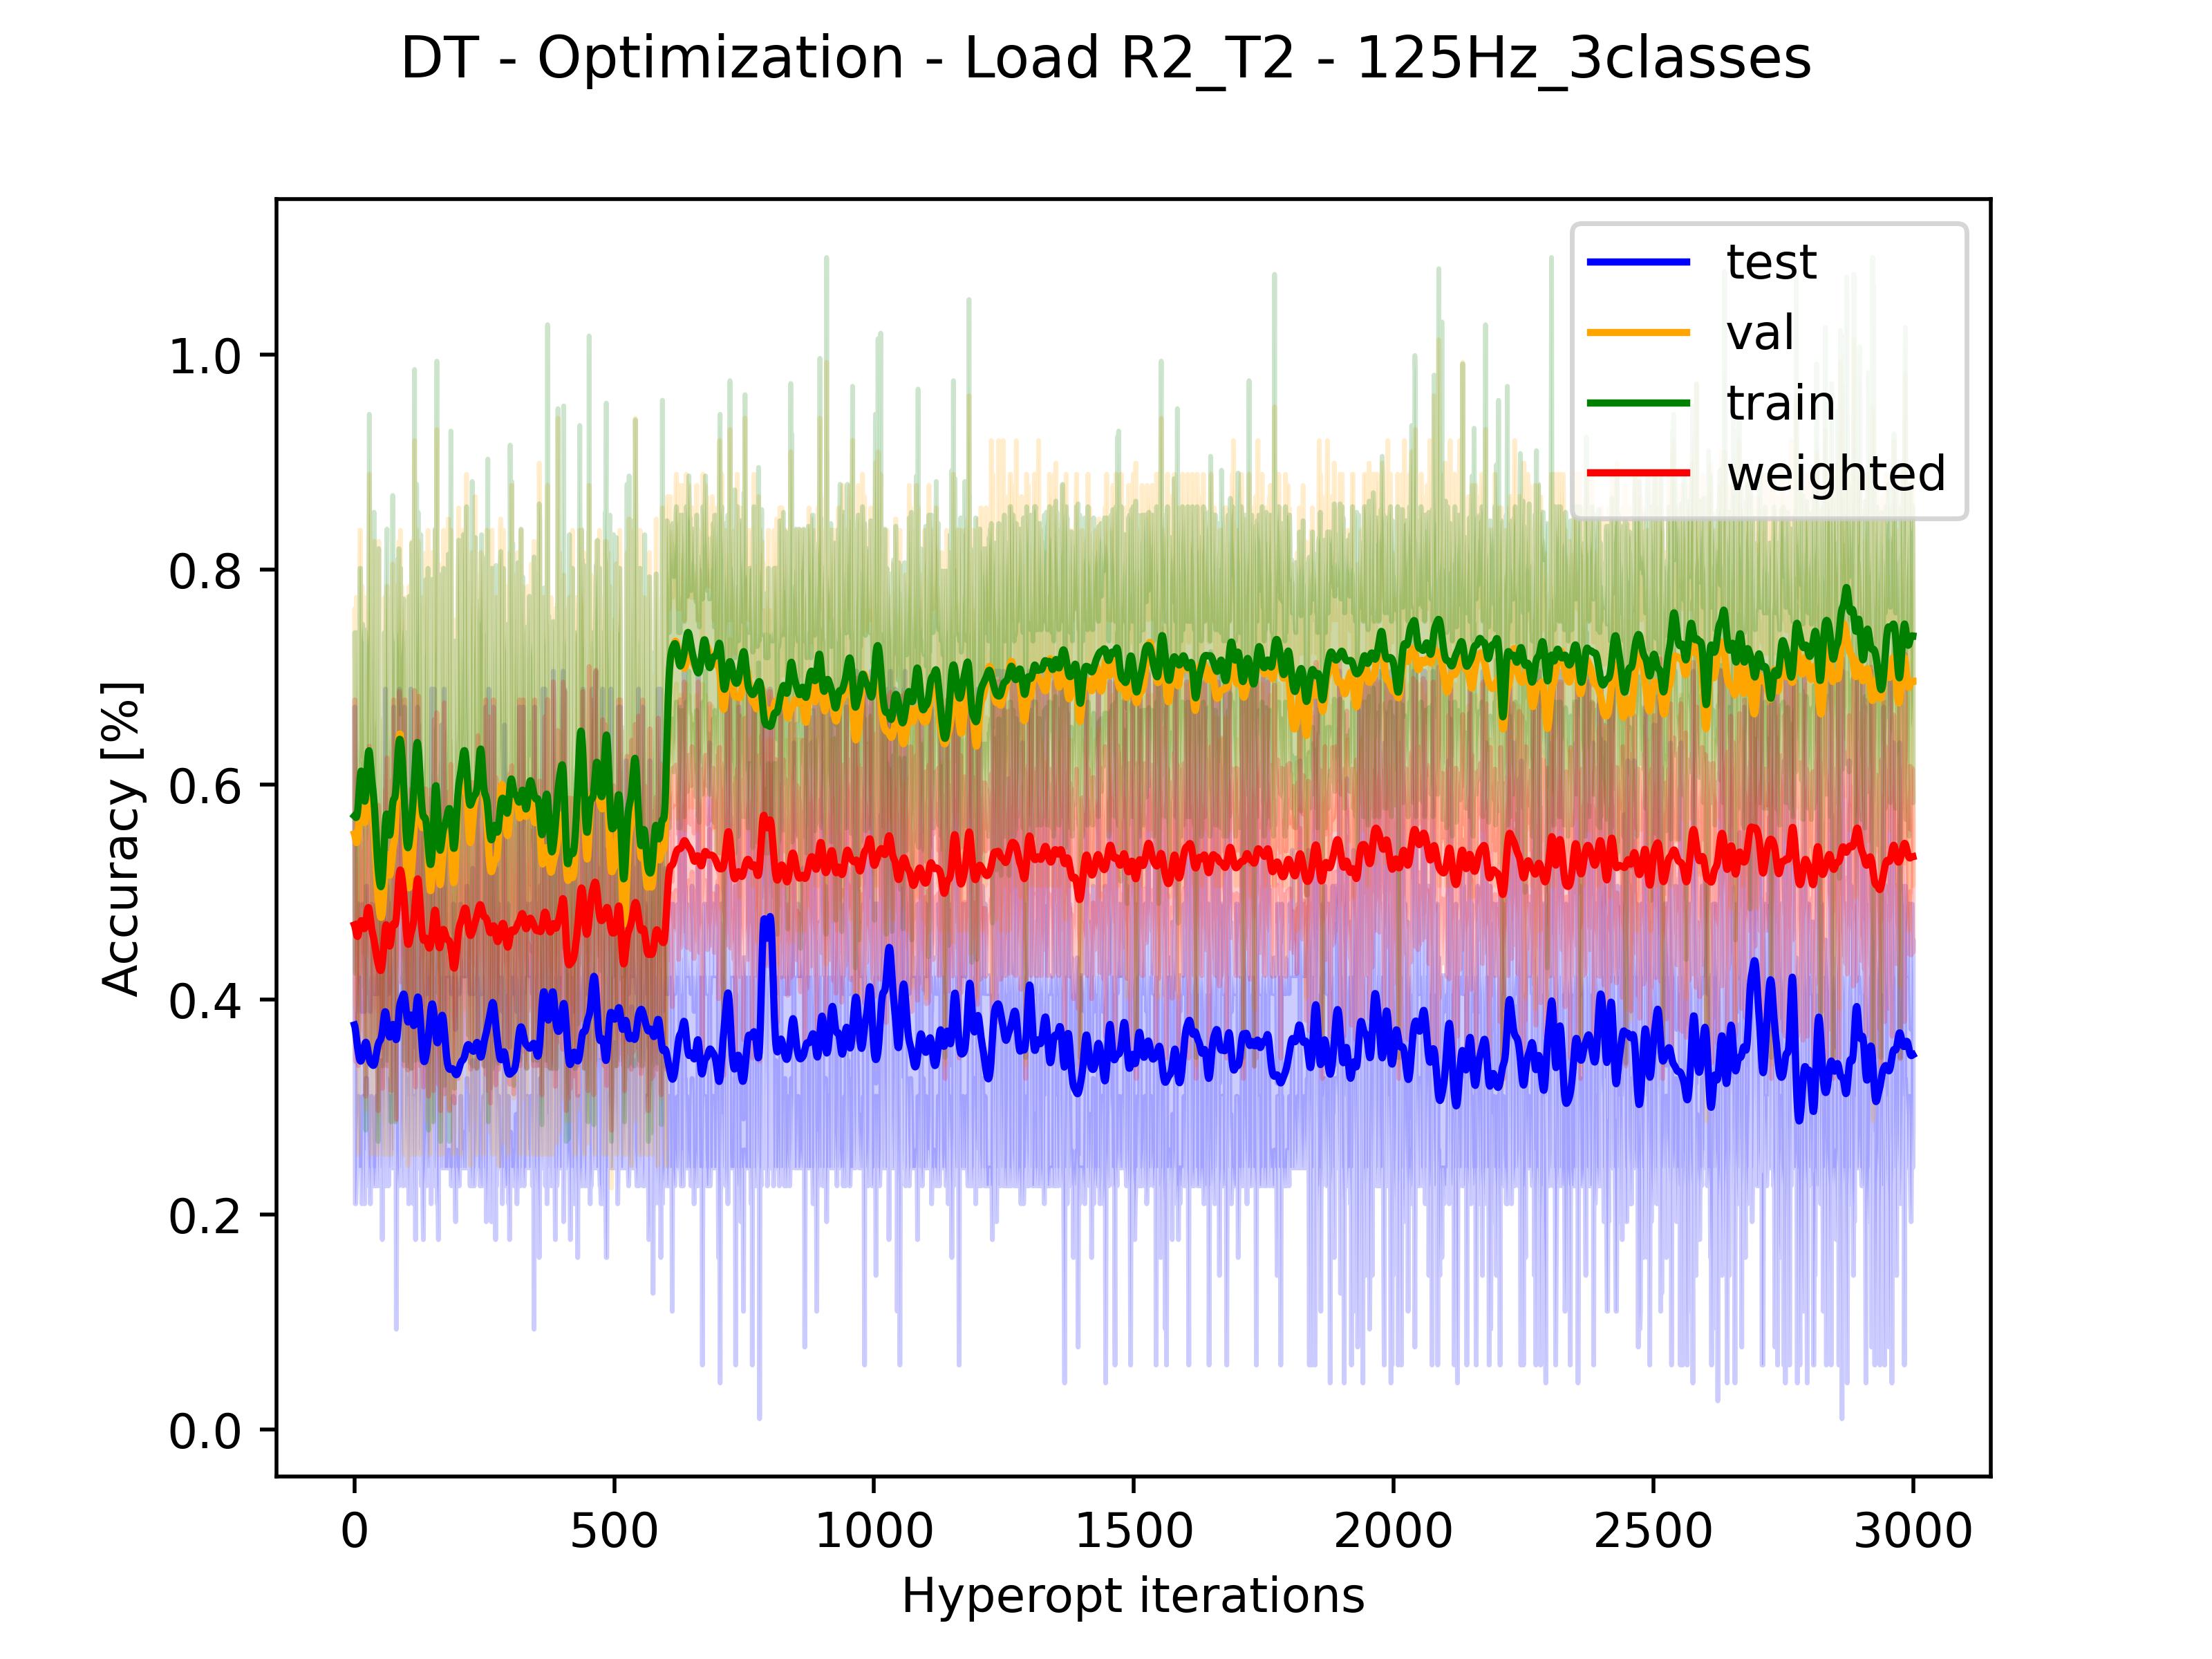 DT - Optimization - Load R2_T2 - 125Hz_3classes
test
val
train
weighted
Accuracy [%]
1.0
0.8
0.6
0.4
0.2
0.0
0 500 1000 1500 2000 2500 3000
Hyperopt iterations